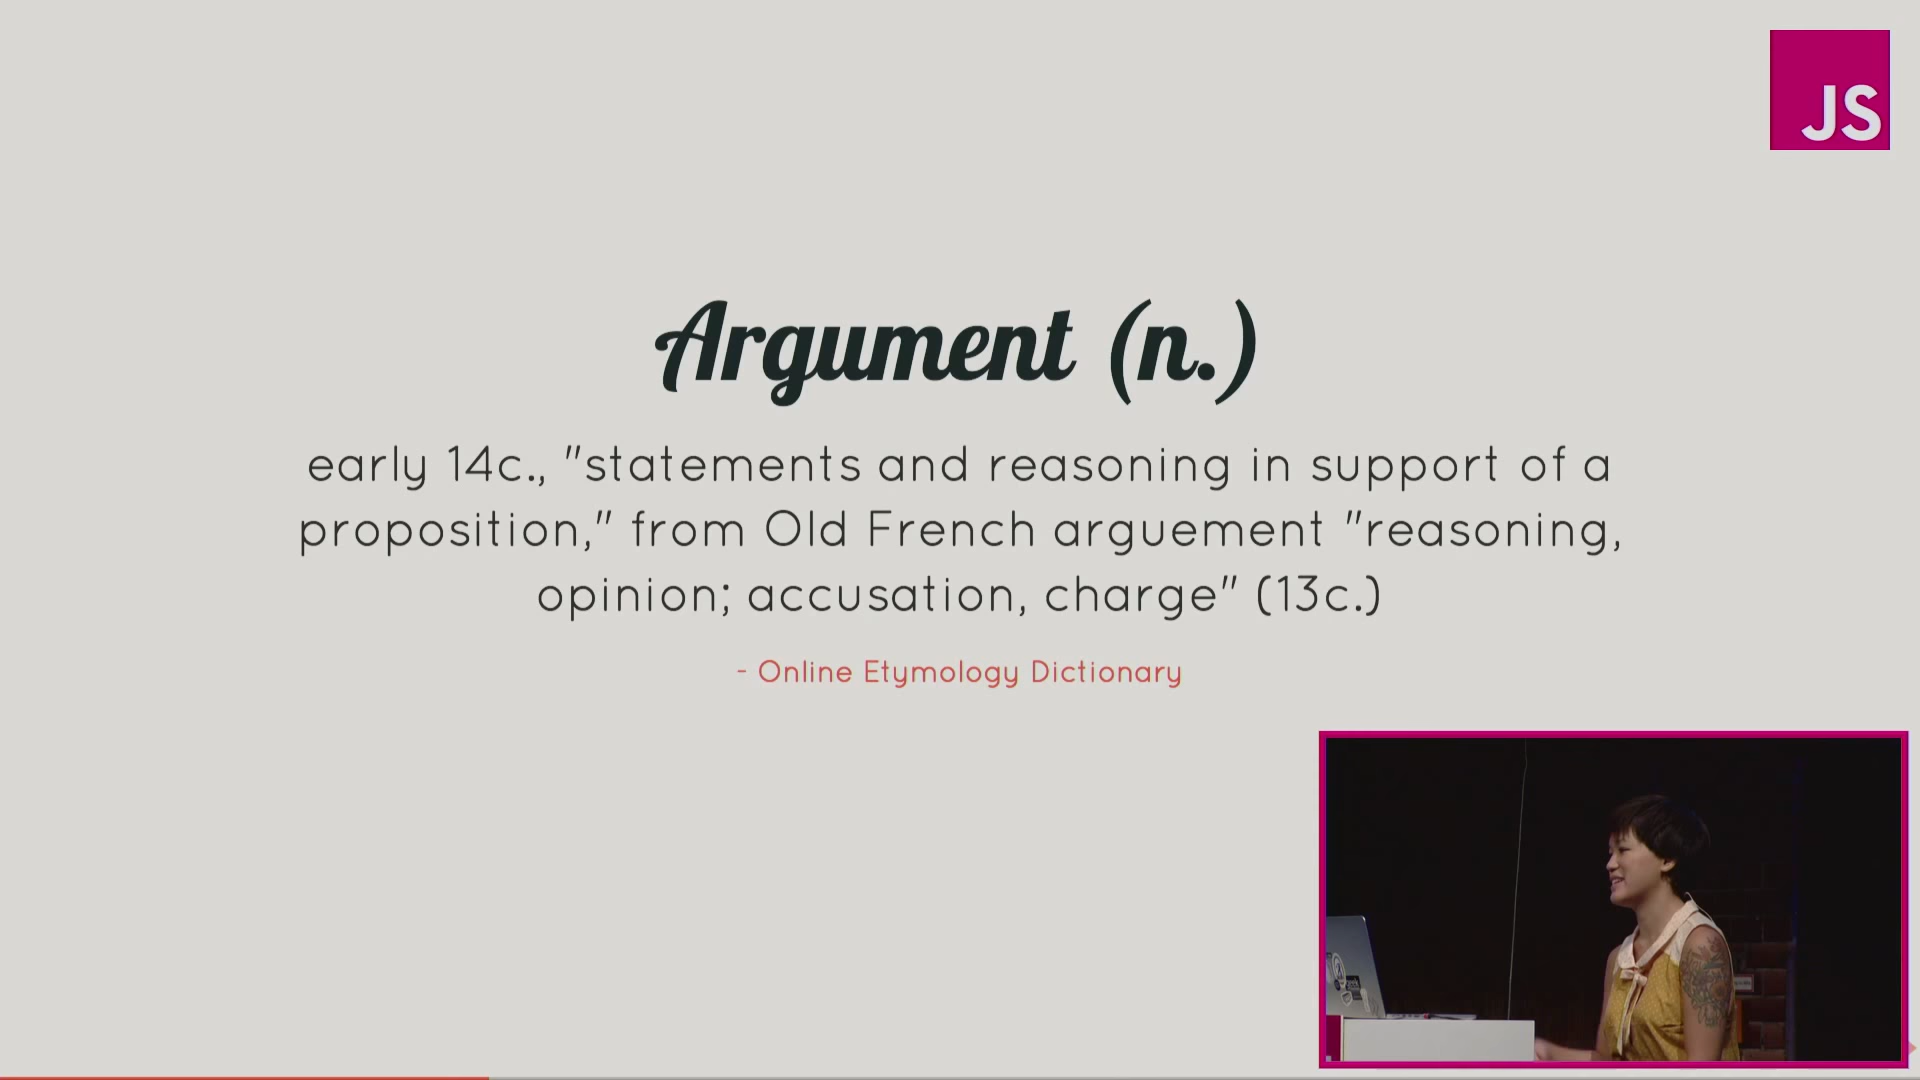 JS
Argument (n.)
early 14c., "statements and reasoning in support of a
proposition," from Old French arguement "reasoning,
opinion; accusation, charge" (13c.)
- Online Etymology Dictionary